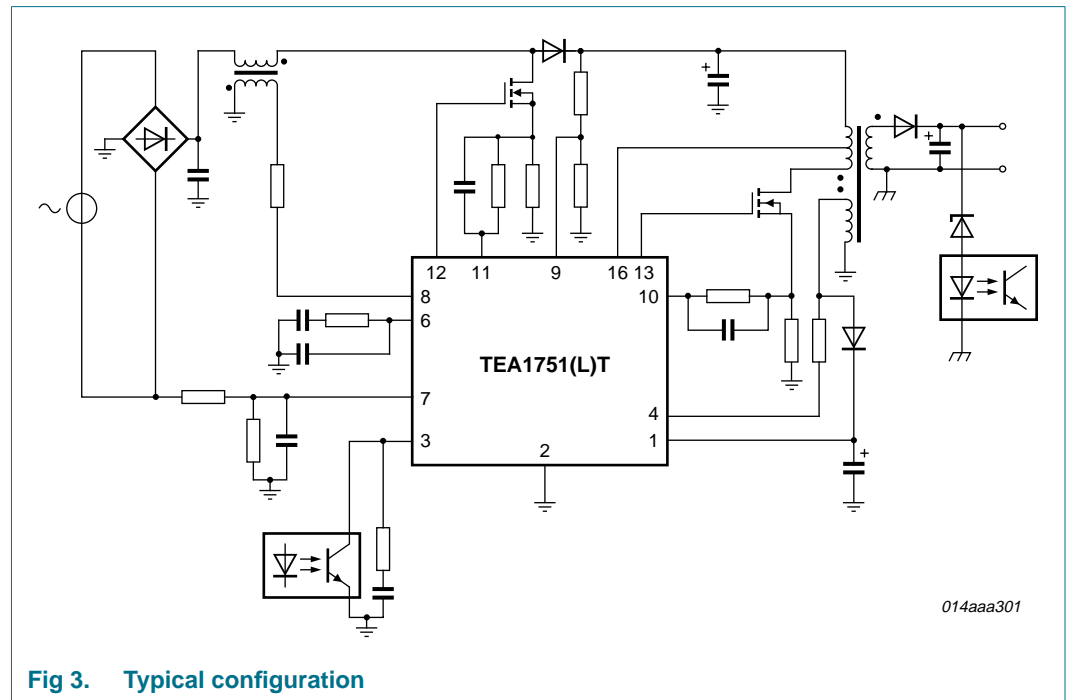 +
+
12 11 9 16 13
8 10
6
TEA1751(L)T
7
4
3 1
2
+
014aaa301
Fig 3. Typical configuration